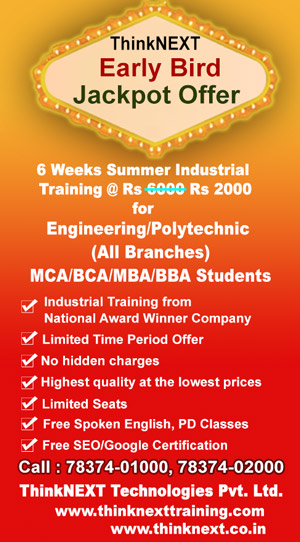 ThinkNEXT
Early Bird
Jackpot Offer
6 Weeks Summer Industrial
Training @ Rs 6000 Rs 2000
for
Engineering/Polytechnic
(All Branches)
MCA/BCA/MBA/BBA Students
Industrial Training from
National Award Winner Company
Limited Time Period Offer
No hidden charges
Highest quality at the lowest prices
Limited Seats
Free Spoken English, PD Classes
Free SEO/Google Certification
Call : 78374-01000, 78374-02000
ThinkNEXT Technologies Pvt. Ltd.
www.thinknexttraining.com
www.thinknext.co.in